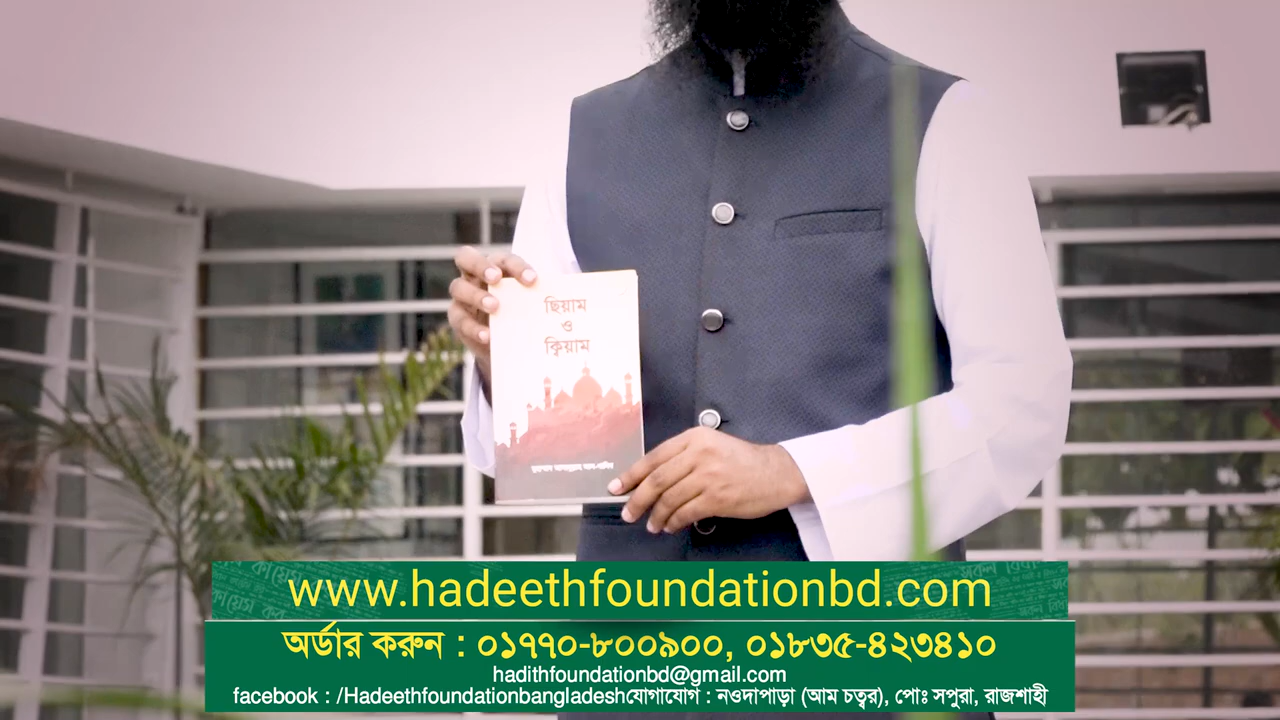 ছিয়াম
ও
ক্বিয়াম
www.hadeethfoundationbd.com
অর্ডার করুন : ০১৭৭০-৮০০৯০০, ০১৮৩৫-৪২৩৪১০
hadithfoundationbd@gmail.com
facebook : /Hadeethfoundationbangladeshযোগাযোগ : নওদাপাড়া (আম চত্বর), পোঃ সপুরা, রাজশাহী